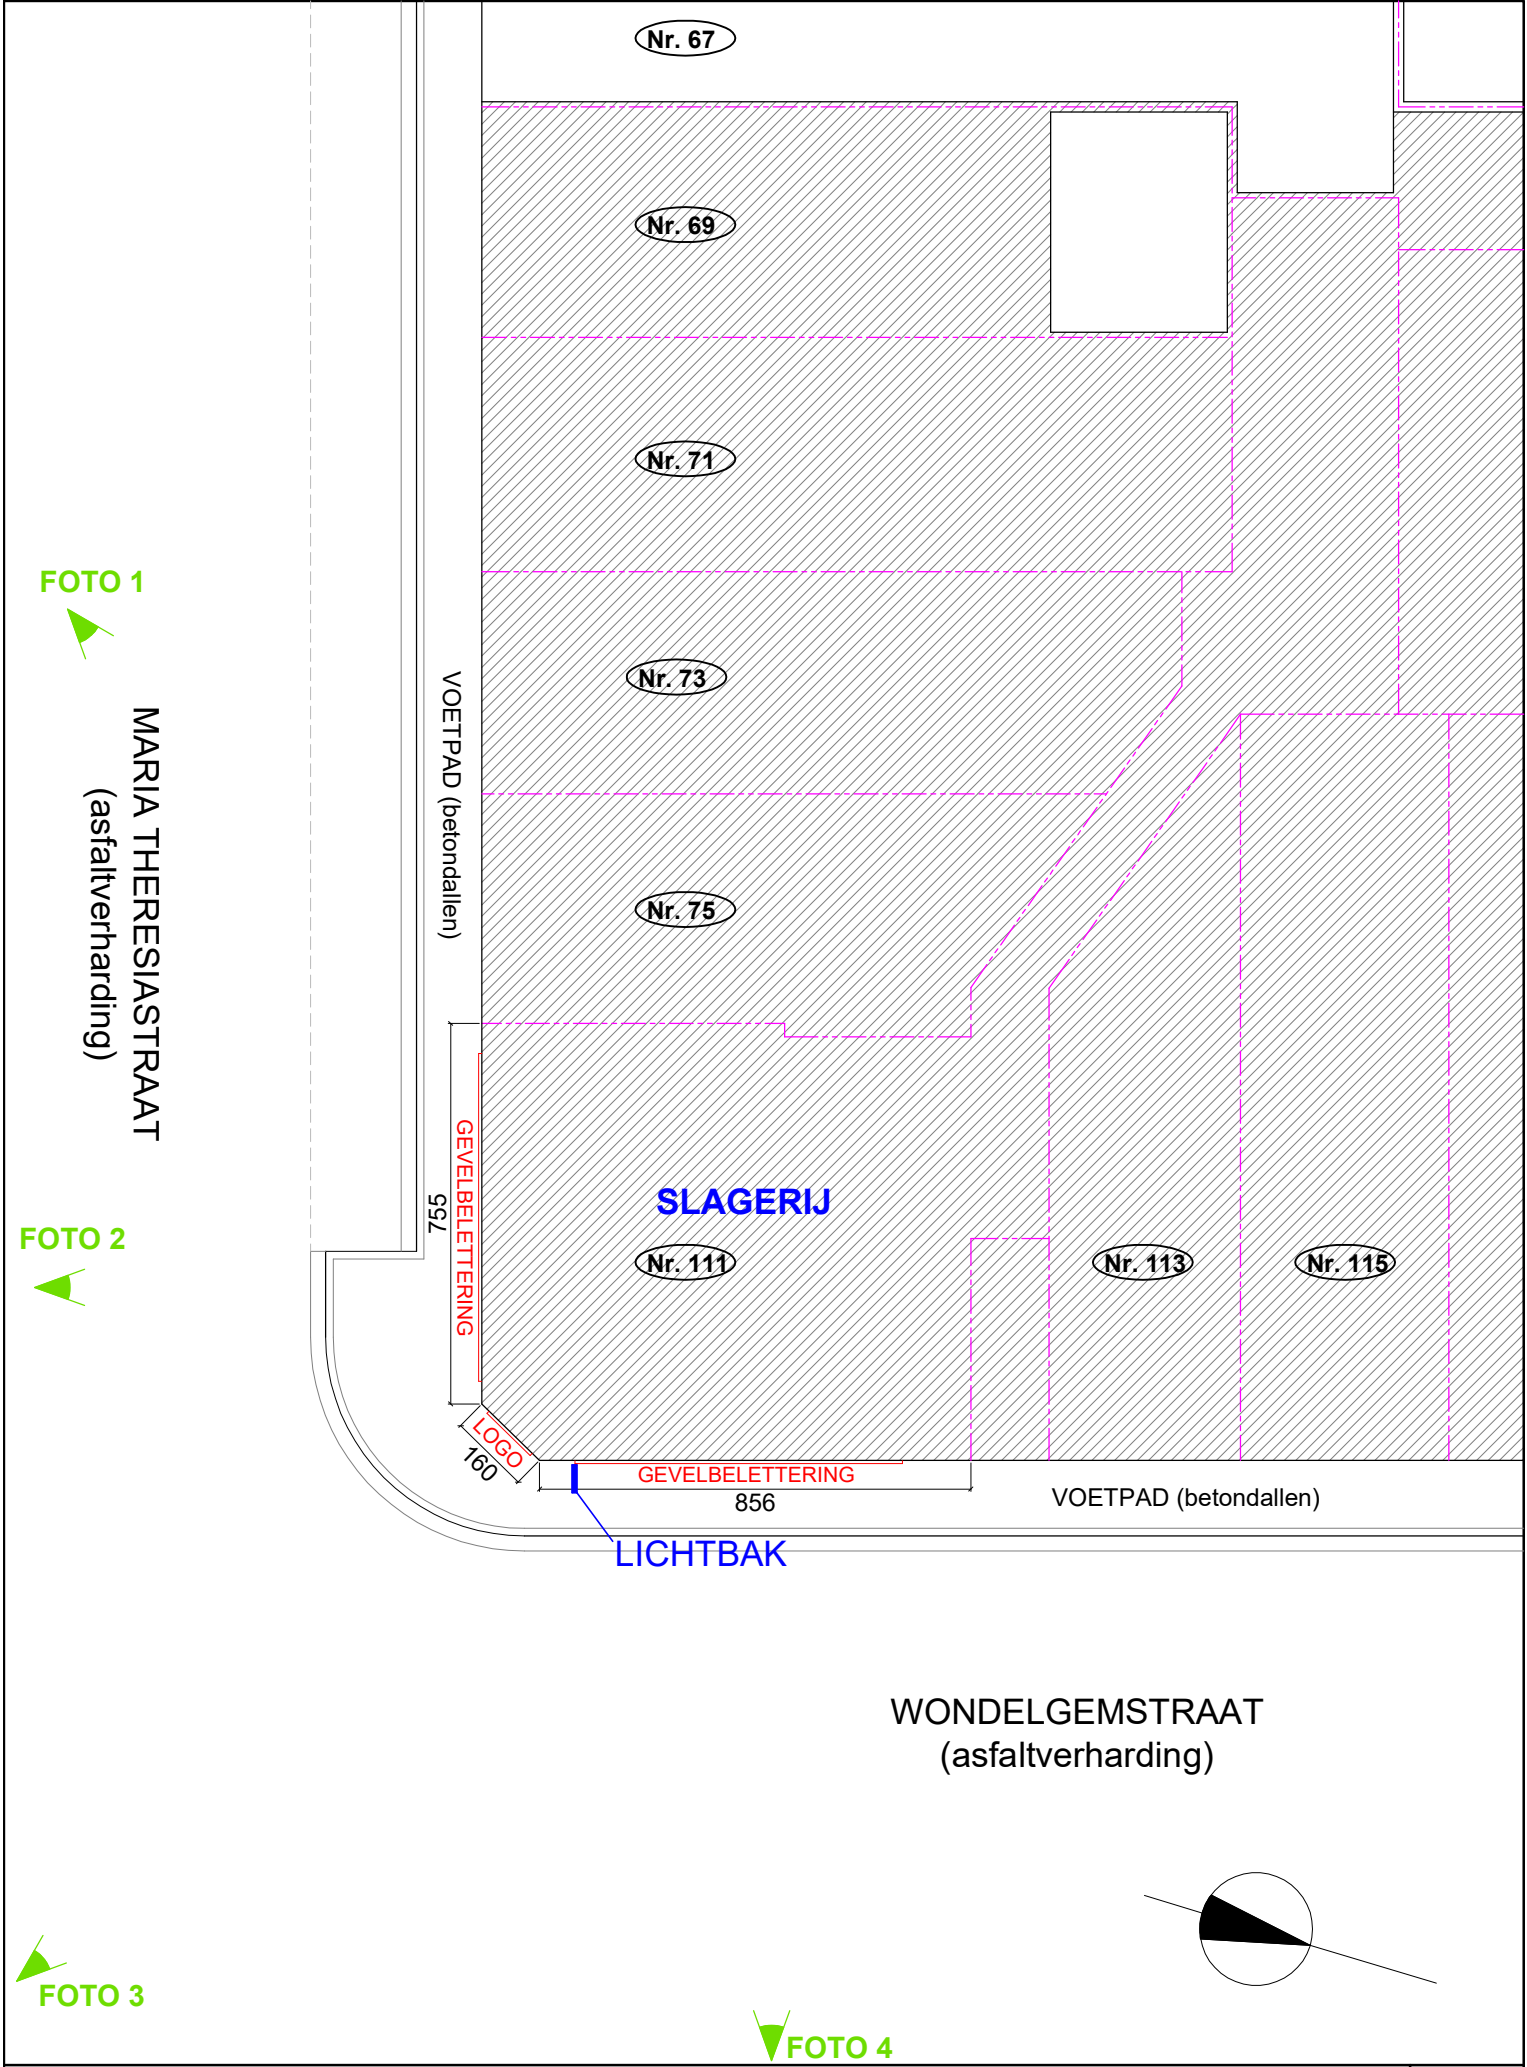 Nr. 67
Nr. 69
Nr. 71
FOTO 1
Nr. 73
VOETPAD (betondallen)
MARIA THERESIASTRAAT
(asfaltverharding)
Nr. 75
GEVELBELETTERING
755
SLAGERIJ
FOTO 2
Nr. 111
Nr. 113
Nr. 115
LOGO
160
GEVELBELETTERING
856
VOETPAD (betondallen)
LICHTBAK
WONDELGEMSTRAAT
(asfaltverharding)
FOTO 3
FOTO 4